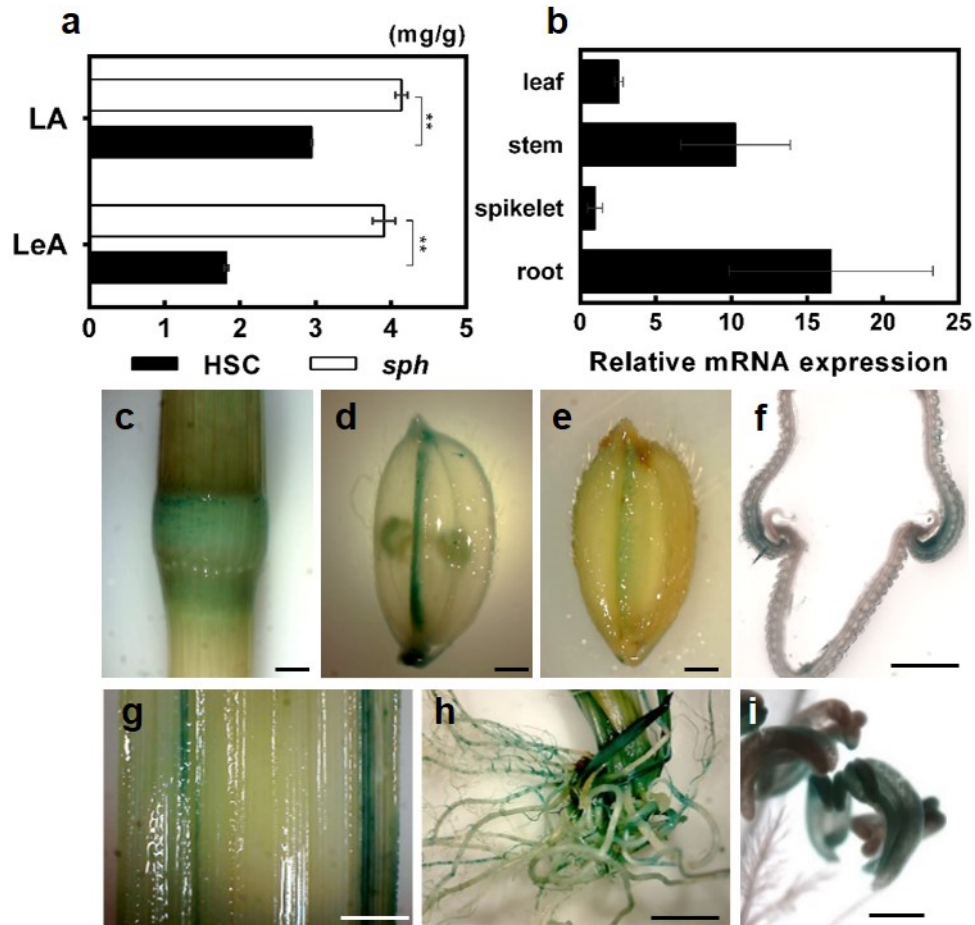 a
(mg/g)
LA
**
LeA
**
0 1 2 3 4 5
HSC sph
b
leaf
stem
spikelet
root
0 5 10 15 20 25
Relative mRNA expression
c
d
e
f
g
h
i